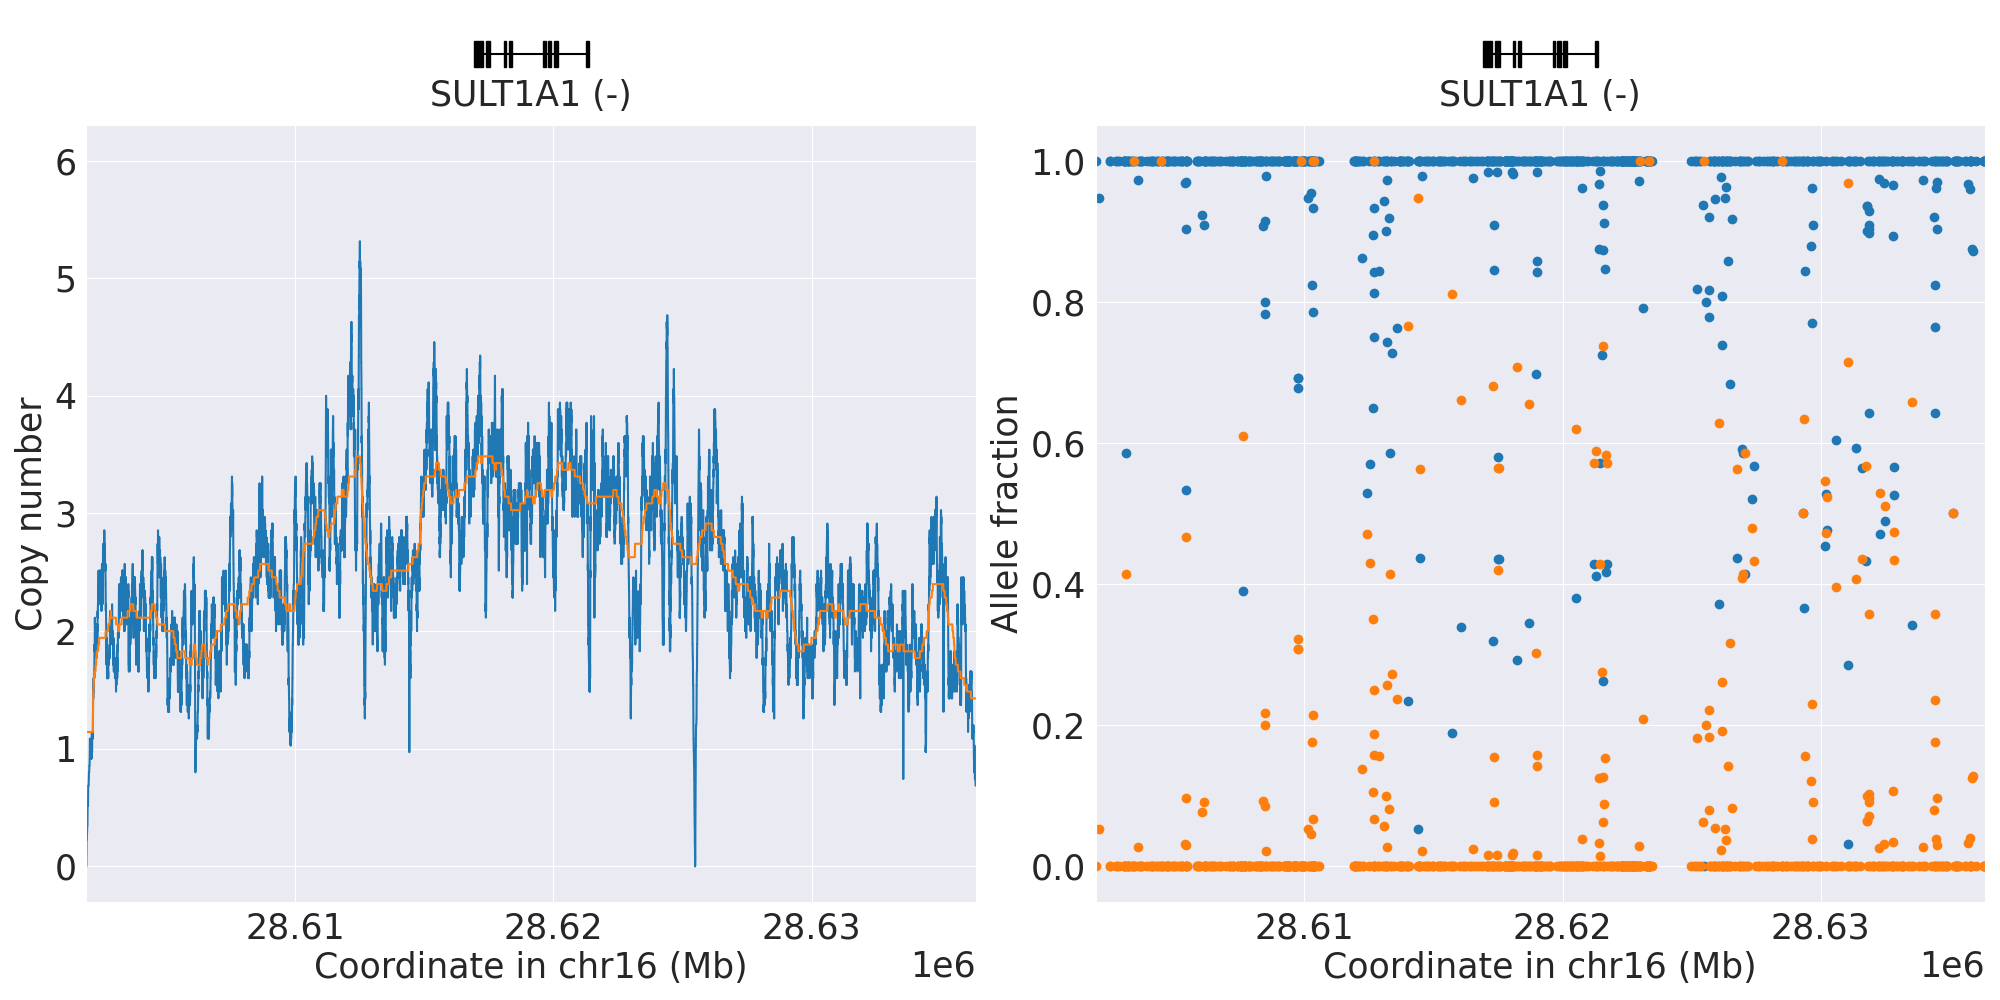 SULT1A1 (-)
6
5
4
3
2
1
0
Copy number
28.61
28.62
28.63
Coordinate in chr16 (Mb)
1e6
SULT1A1 (-)
1.0
0.8
0.6
0.4
0.2
0.0
Allele fraction
28.61
28.62
28.63
Coordinate in chr16 (Mb)
1e6